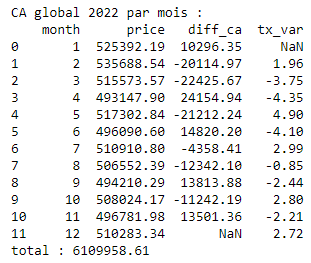 CA global 2022 par mois :
    month      price   diff_ca  tx_var
0       1  525392.19  10296.35     NaN
1       2  535688.54 -20114.97    1.96
2       3  515573.57 -22425.67   -3.75
3       4  493147.90  24154.94   -4.35
4       5  517302.84 -21212.24    4.90
5       6  496090.60  14820.20   -4.10
6       7  510910.80  -4358.41    2.99
7       8  506552.39 -12342.10   -0.85
8       9  494210.29  13813.88   -2.44
9      10  508024.17 -11242.19    2.80
10     11  496781.98  13501.36   -2.21
11     12  510283.34       NaN    2.72
total : 6109958.61